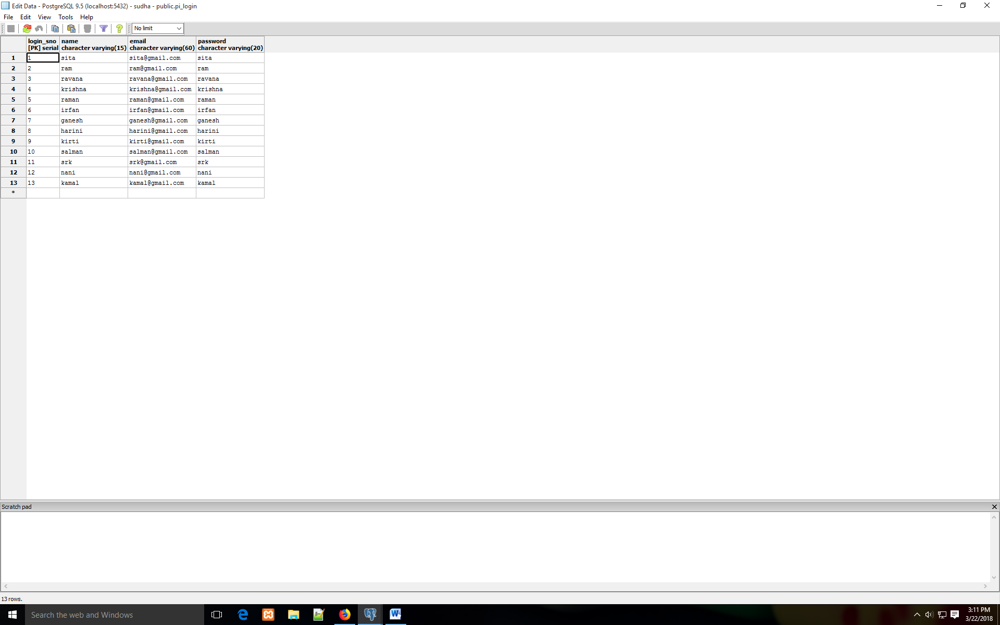 Edit Data - PostgreSQL 9.5 (localhost:5432) - sudha - public.pi_login
File Edit View Tools Help
No limit
login_sno name email password
[PK] serial character varying(15) character varying(60) character varying(20)
1 1 sita sita@gmail.com sita
2 2 ram ram@gmail.com ram
3 3 ravana ravana@gmail.com ravana
4 4 krishna krishna@gmail.com krishna
5 5 raman raman@gmail.com raman
6 6 irfan irfan@gmail.com irfan
7 7 ganesh ganesh@gmail.com ganesh
8 8 harini harini@gmail.com harini
9 9 kirti kirti@gmail.com kirti
10 10 salman salman@gmail.com salman
11 11 srk srk@gmail.com srk
12 12 nani nani@gmail.com nani
13 13 kamal kamal@gmail.com kamal
*
Scratch pad
13 rows.
Search the web and Windows
3:11 PM
3/22/2018